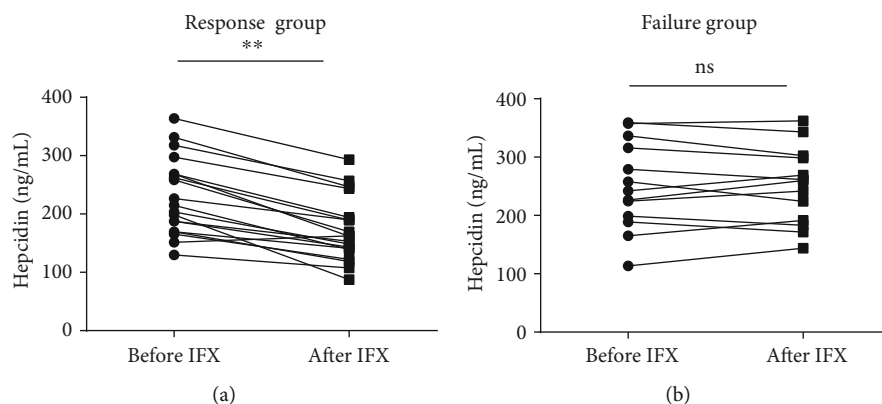 Response group
**
Hepcidin (ng/mL)
400
300
200
100
0
Before IFX
After IFX
(a)
Failure group
ns
Hepcidin (ng/mL)
400
300
200
100
0
Before IFX
After IFX
(b)